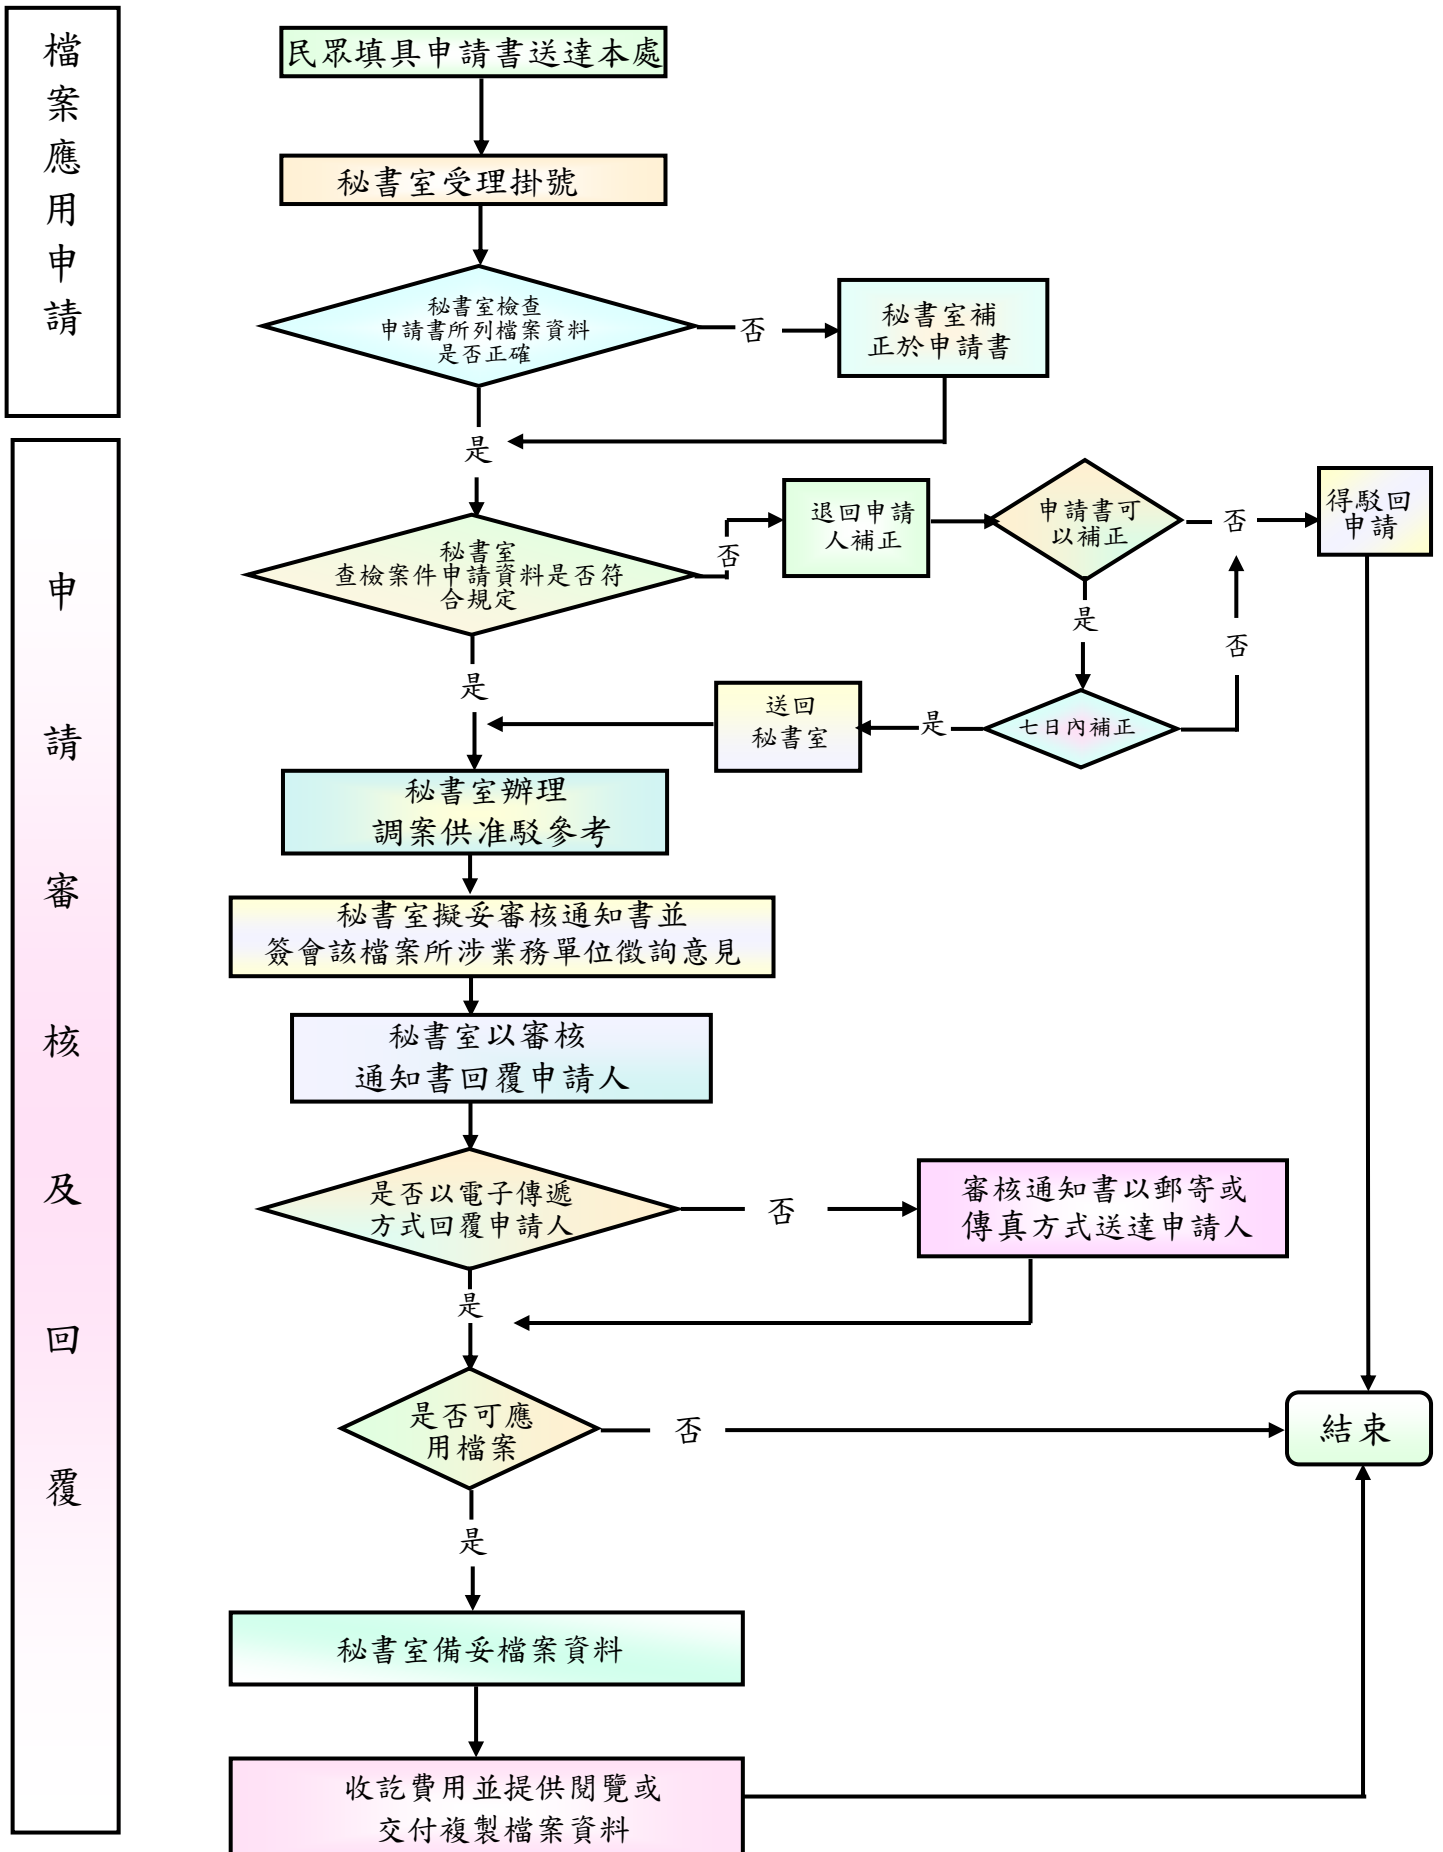 檔案應用申請
民眾填具申請書送達本處
秘書室受理掛號
秘書室檢查
申請書所列檔案資料
是否正確
否
秘書室補
正於申請書
是
申請審核及回覆
秘書室
查檢案件申請資料是否符
合規定
否
退回申請
人補正
申請書可
以補正
否
得駁回
申請
是
否
是
七日內補正
是
送回
秘書室
秘書室辦理
調案供准駁參考
秘書室擬妥審核通知書並
簽會該檔案所涉業務單位徵詢意見
秘書室以審核
通知書回覆申請人
是否以電子傳遞
方式回覆申請人
否
審核通知書以郵寄或
傳真方式送達申請人
是
是否可應
用檔案
否
結束
是
秘書室備妥檔案資料
收訖費用並提供閱覽或
交付複製檔案資料